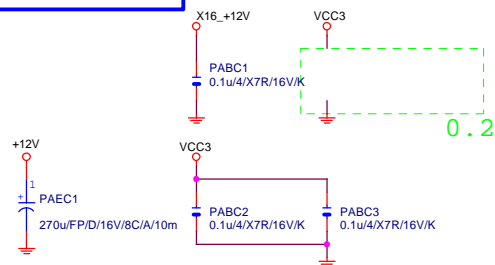 X16_+12V
VCC3
PABC1
0.1u/4/X7R/16V/K
0.2
+12V
VCC3
1
+
PAEC1
270u/FP/D/16V/8C/A/10m
PABC2
0.1u/4/X7R/16V/K
PABC3
0.1u/4/X7R/16V/K